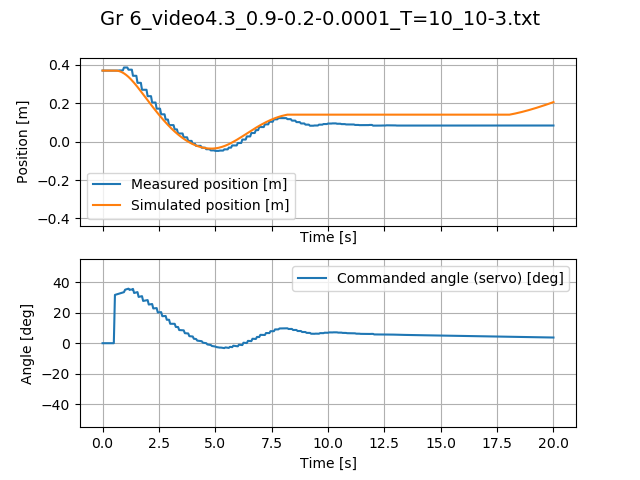 Gr 6_video4.3_0.9-0.2-0.0001_T=10_10-3.txt
0.4
0.2
0.0
−0.2
−0.4
Position [m]
Measured position [m]
Simulated position [m]
Time [s]
40
20
0
−20
−40
Angle [deg]
Commanded angle (servo) [deg]
0.0 2.5 5.0 7.5 10.0 12.5 15.0 17.5 20.0
Time [s]